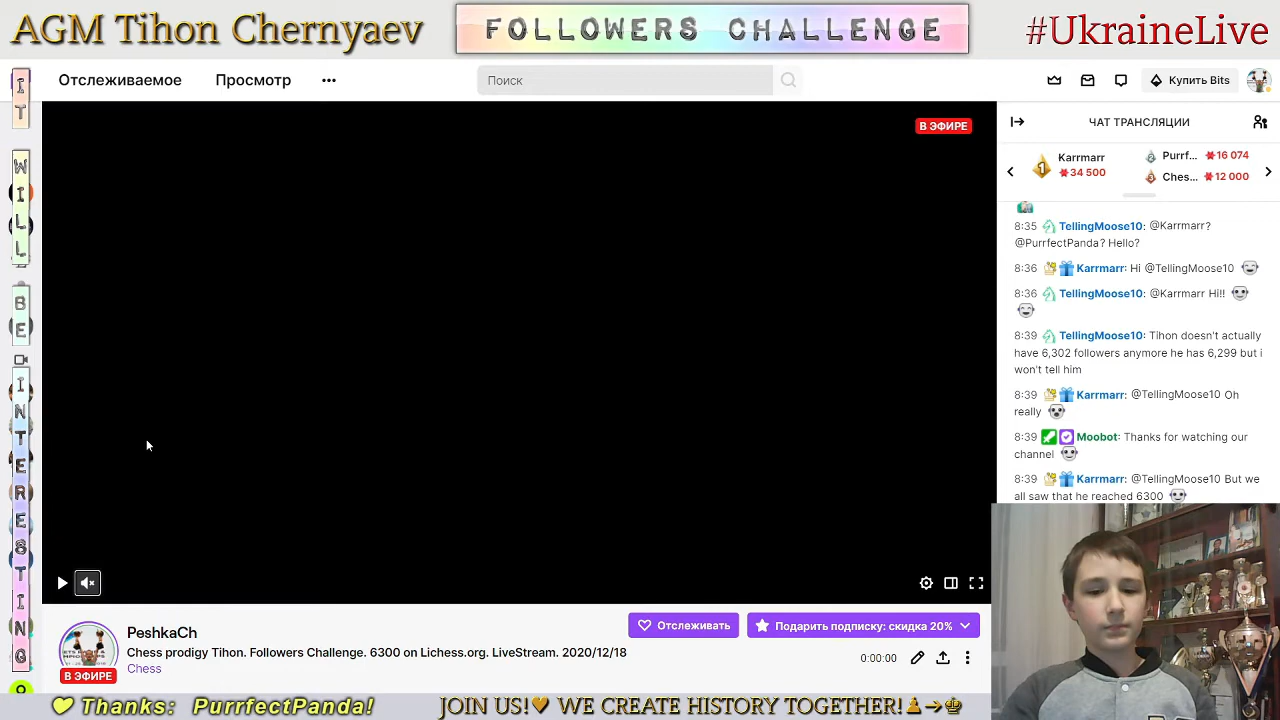 AGM Tihon Chernyaev
FOLLOWERS CHALLENGE
#UkraineLive
Отслеживаемое
Просмотр
Поиск
Купить Bits
IT WILL BE INTERESTING
В ЭФИРЕ
ЧАТ ТРАНСЛЯЦИИ
1
Karrmarr
34 500
2 Purrf... 16 074
3 Ches... 12 000
8:35 TellingMoose10: @Karrmarr?
@PurrfectPanda? Hello?
8:36 Karrmarr: Hi @TellingMoose10
8:36 TellingMoose10: @Karrmarr Hi!!
8:39 TellingMoose10: Tihon doesn't actually
have 6,302 followers anymore he has 6,299 but i
won't tell him
8:39 Karrmarr: @TellingMoose10 Oh
really
8:39 Moobot: Thanks for watching our
channel
8:39 Karrmarr: @TellingMoose10 But we
all saw that he reached 6300
PeshkaCh
Отслеживать
Подарить подписку: скидка 20%
Chess prodigy Tihon. Followers Challenge. 6300 on Lichess.org. LiveStream. 2020/12/18
Chess
0:00:00
В ЭФИРЕ
Thanks: PurrfectPanda!
JOIN US! WE CREATE HISTORY TOGETHER!